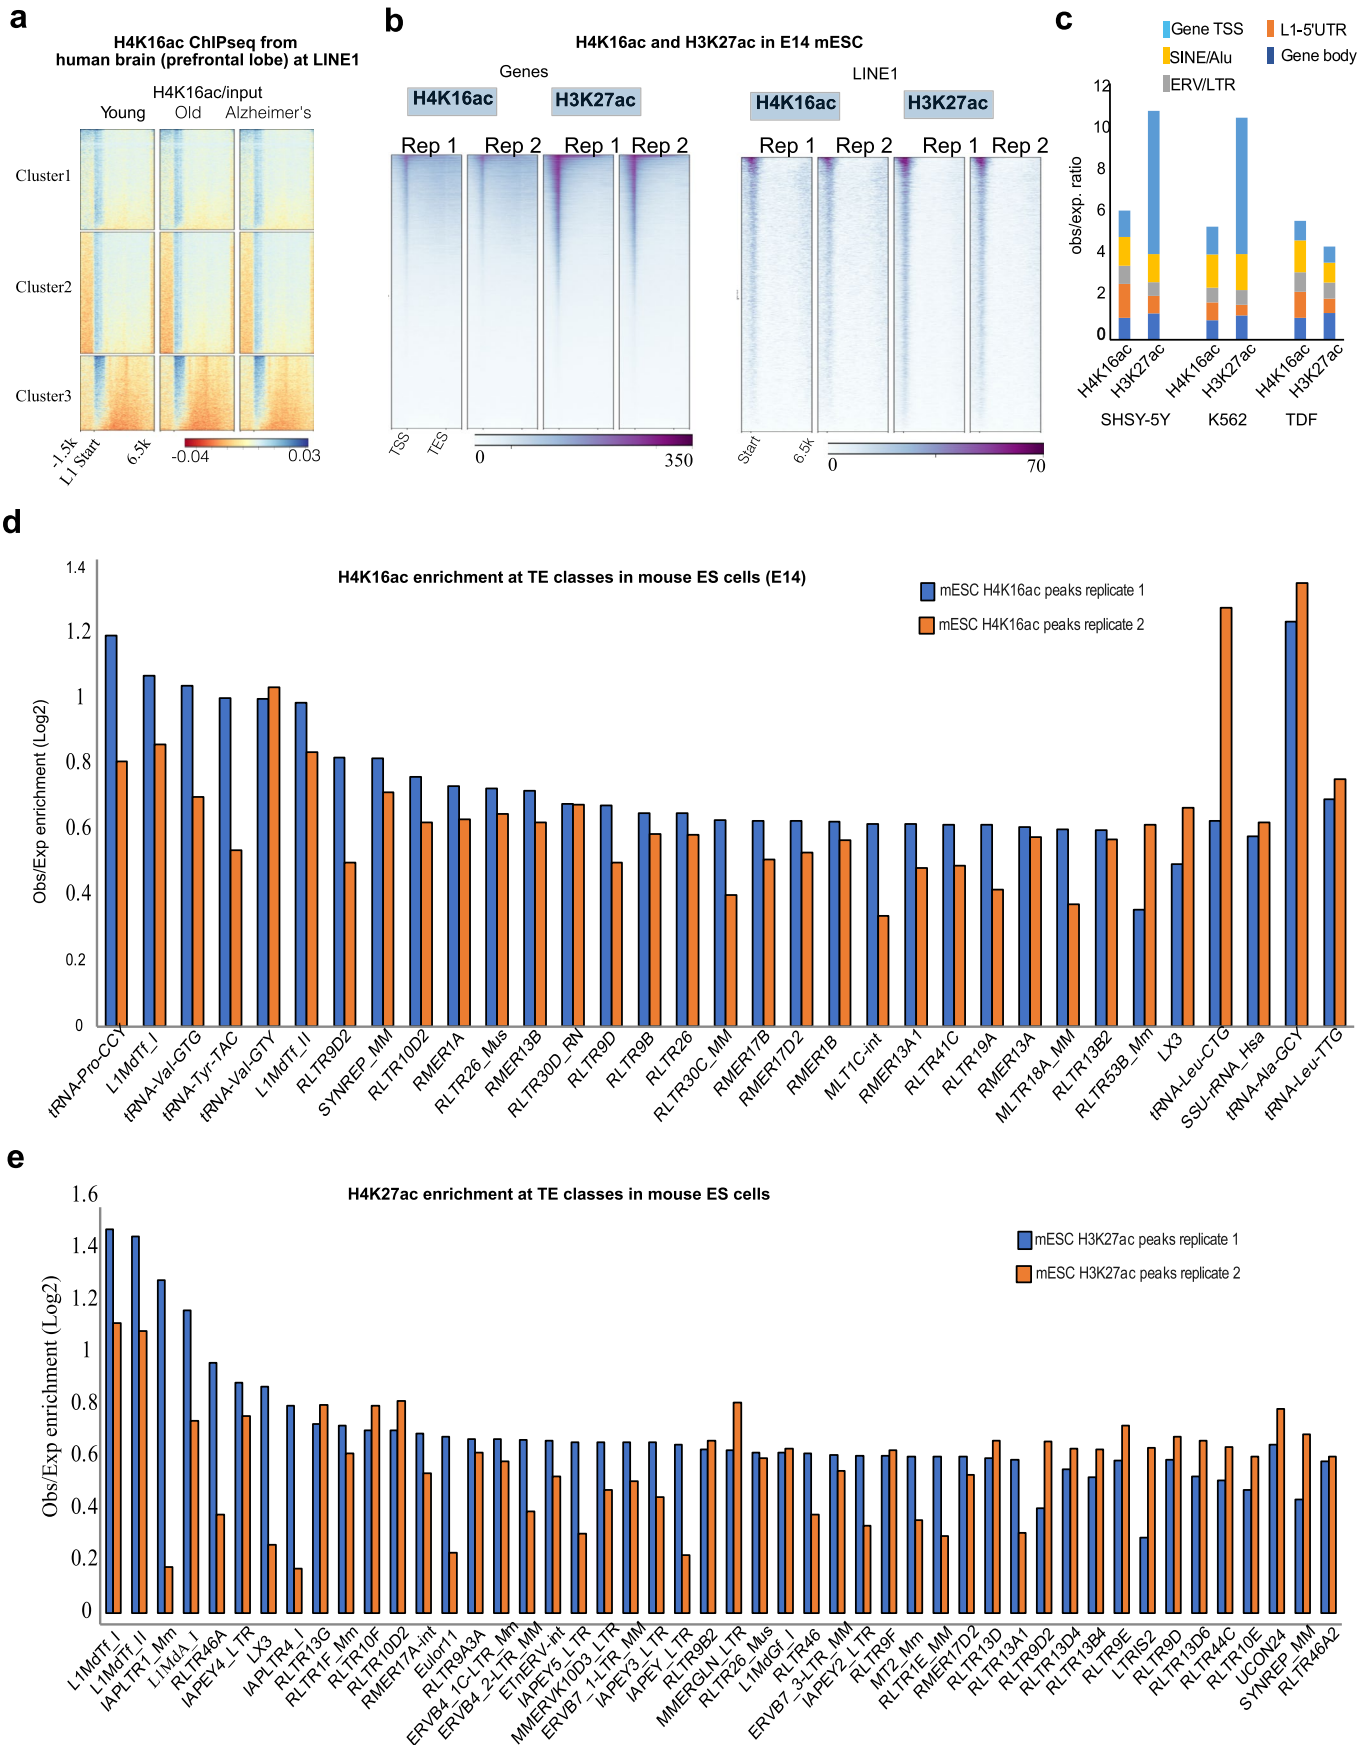 a
H4K16ac ChIPseq from
human brain (prefrontal lobe) at LINE1
H4K16ac/input
Young Old Alzheimer's
Cluster1
Cluster2
Cluster3
-1.5k
L1 Start
6.5k
-0.04 0.03
b
H4K16ac and H3K27ac in E14 mESC
Genes LINE1
H4K16ac H3K27ac H4K16ac H3K27ac
Rep 1 Rep 2 Rep 1 Rep 2 Rep 1 Rep 2 Rep 1 Rep 2
TSS TES
0 350
Start 6.5k
0 70
c
Gene TSS L1-5'UTR
SINE/Alu Gene body
ERV/LTR
obs/exp. ratio
12
10
8
6
4
2
0
H4K16ac H3K27ac H4K16ac H3K27ac H4K16ac H3K27ac
SHSY-5Y K562 TDF
d
H4K16ac enrichment at TE classes in mouse ES cells (E14)
mESC H4K16ac peaks replicate 1
mESC H4K16ac peaks replicate 2
Obs/Exp enrichment (Log2)
1.4
1.2
1
0.8
0.6
0.4
0.2
0
tRNA-Pro-CCY
L1MdTf_I
tRNA-Val-GTG
tRNA-Tyr-TAC
tRNA-Val-GTY
L1MdTf_II
RLTR9D2
SYNREP_MM
RLTR10D2
RMER1A
RLTR26_Mus
RMER13B
RLTR30D_RN
RLTR9D
RLTR9B
RLTR26
RLTR30C_MM
RMER17B
RMER17D2
RMER1B
MLT1C-int
RMER13A1
RLTR41C
RLTR19A
RMER13A
MLTR18A_MM
RLTR13B2
RLTR53B_Mm
LX3
tRNA-Leu-CTG
SSU-rRNA_Hsa
tRNA-Ala-GCY
tRNA-Leu-TTG
e
H4K27ac enrichment at TE classes in mouse ES cells
mESC H3K27ac peaks replicate 1
mESC H3K27ac peaks replicate 2
Obs/Exp enrichment (Log2)
1.6
1.4
1.2
1
0.8
0.6
0.4
0.2
0
L1MdTf_I
L1MdTf_II
IAPLTR1_Mm
L1MdA_I
RLTR46A
IAPEY4_LTR
LX3
IAPLTR4_I
RLTR13G
RLTR1F_Mm
RLTR10F
RLTR10D2
RMER17A-int
Eulor11
RLTR9A3A
ERVB4_1C-LTR_Mm
ERVB4_2-LTR_MM
ETnERV-int
IAPEY5_LTR
MMERVK10D3_LTR
ERVB7_1-LTR_MM
IAPEY3_LTR
IAPEY_LTR
RLTR9B2
MMERGLN_LTR
RLTR26_Mus
L1MdGf_I
RLTR46
ERVB7_3-LTR_MM
IAPEY2_LTR
RLTR9F
MT2_Mm
RLTR1E_MM
RMER17D2
RLTR13D
RLTR13A1
RLTR9D2
RLTR13D4
RLTR13B4
RLTR9E
LTRIS2
RLTR9D
RLTR13D6
RLTR44C
RLTR10E
UCON24
SYNREP_MM
RLTR46A2